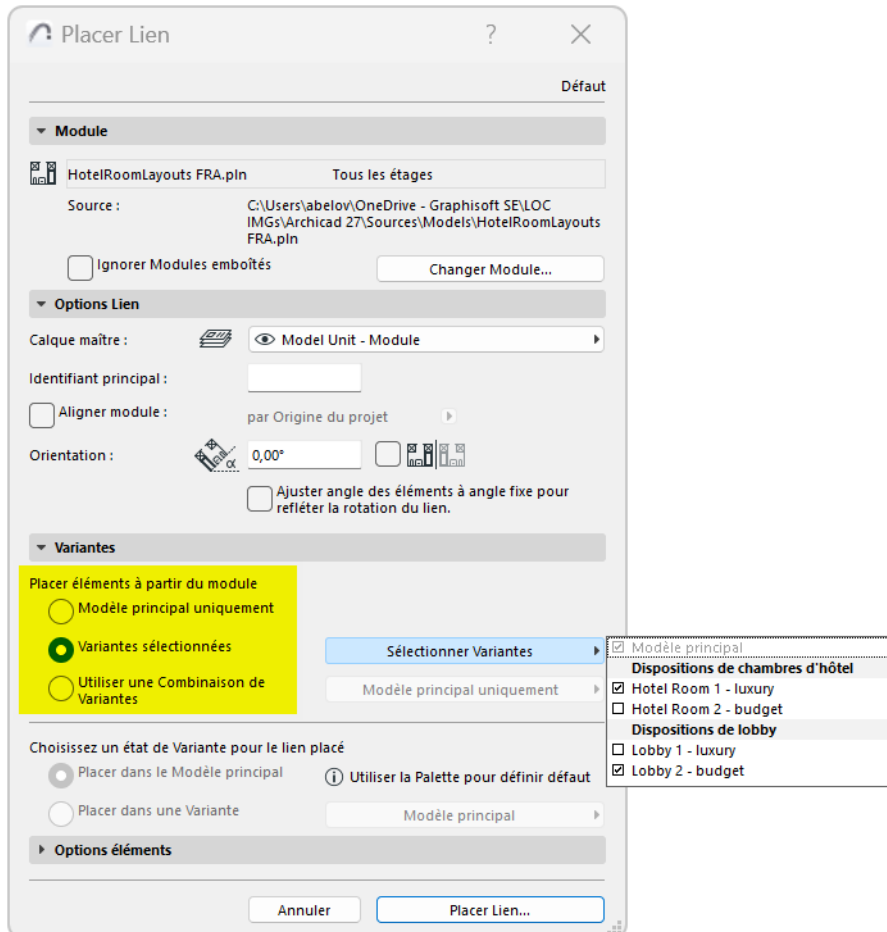 Placer Lien
?
Défaut
Module
HotelRoomLayouts FRA.pln Tous les étages
Source : C:\Users\abelov\OneDrive - Graphisoft SE\LOC
IMGs\Archicad 27\Sources\Models\HotelRoomLayouts
FRA.pln
Ignorer Modules emboîtés Changer Module...
Options Lien
Calque maître : Model Unit - Module
Identifiant principal :
Aligner module : par Origine du projet
Orientation : α 0,00°
Ajuster angle des éléments à angle fixe pour
refléter la rotation du lien.
Variantes
Placer éléments à partir du module
Modèle principal uniquement
Variantes sélectionnées Sélectionner Variantes
Utiliser une Combinaison de
Variantes
Modèle principal uniquement
Modèle principal
Dispositions de chambres d'hôtel
Hotel Room 1 - luxury
Hotel Room 2 - budget
Dispositions de lobby
Lobby 1 - luxury
Lobby 2 - budget
Choisissez un état de Variante pour le lien placé
Placer dans le Modèle principal Utiliser la Palette pour définir défaut
Placer dans une Variante Modèle principal
Options éléments
Annuler Placer Lien...